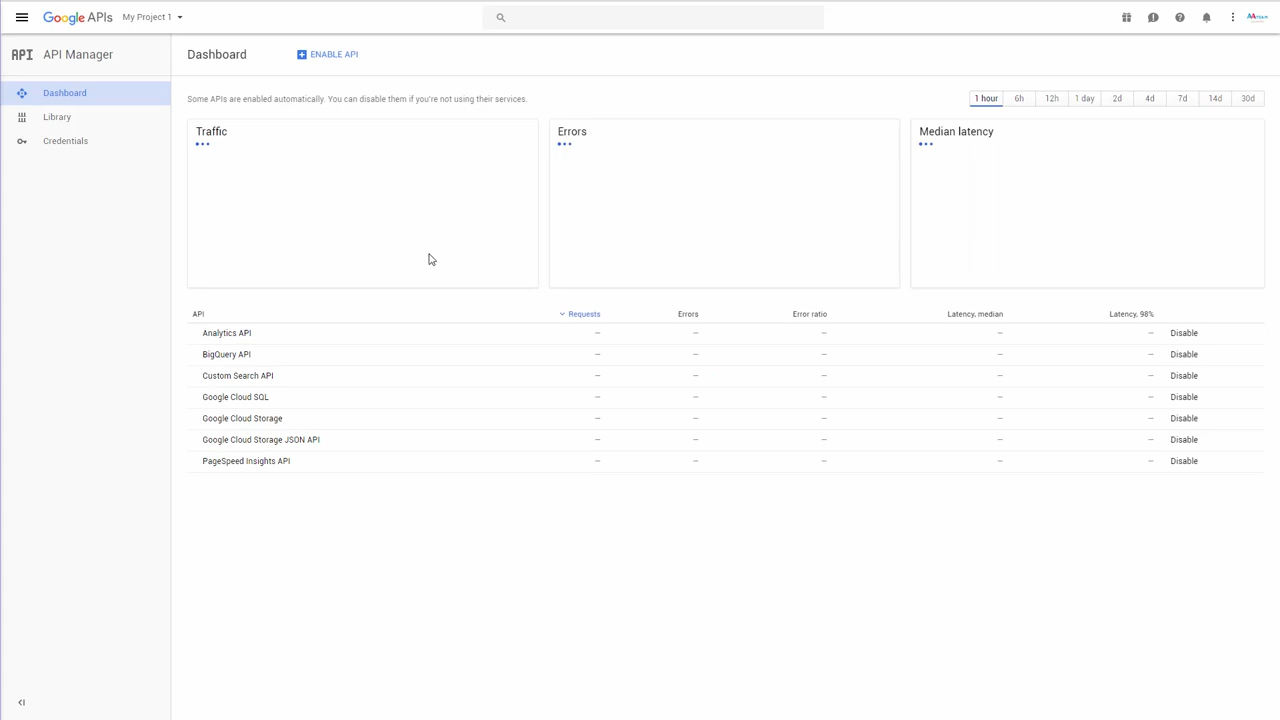 Google APIs My Project 1
API API Manager
Dashboard ENABLE API
Dashboard
Library
Credentials
Some APIs are enabled automatically. You can disable them if you're not using their services.
1 hour 6h 12h 1 day 2d 4d 7d 14d 30d
Traffic Errors Median latency
API Requests Errors Error ratio Latency, median Latency, 98%
Analytics API – – – – – Disable
BigQuery API – – – – – Disable
Custom Search API – – – – – Disable
Google Cloud SQL – – – – – Disable
Google Cloud Storage – – – – – Disable
Google Cloud Storage JSON API – – – – – Disable
PageSpeed Insights API – – – – – Disable